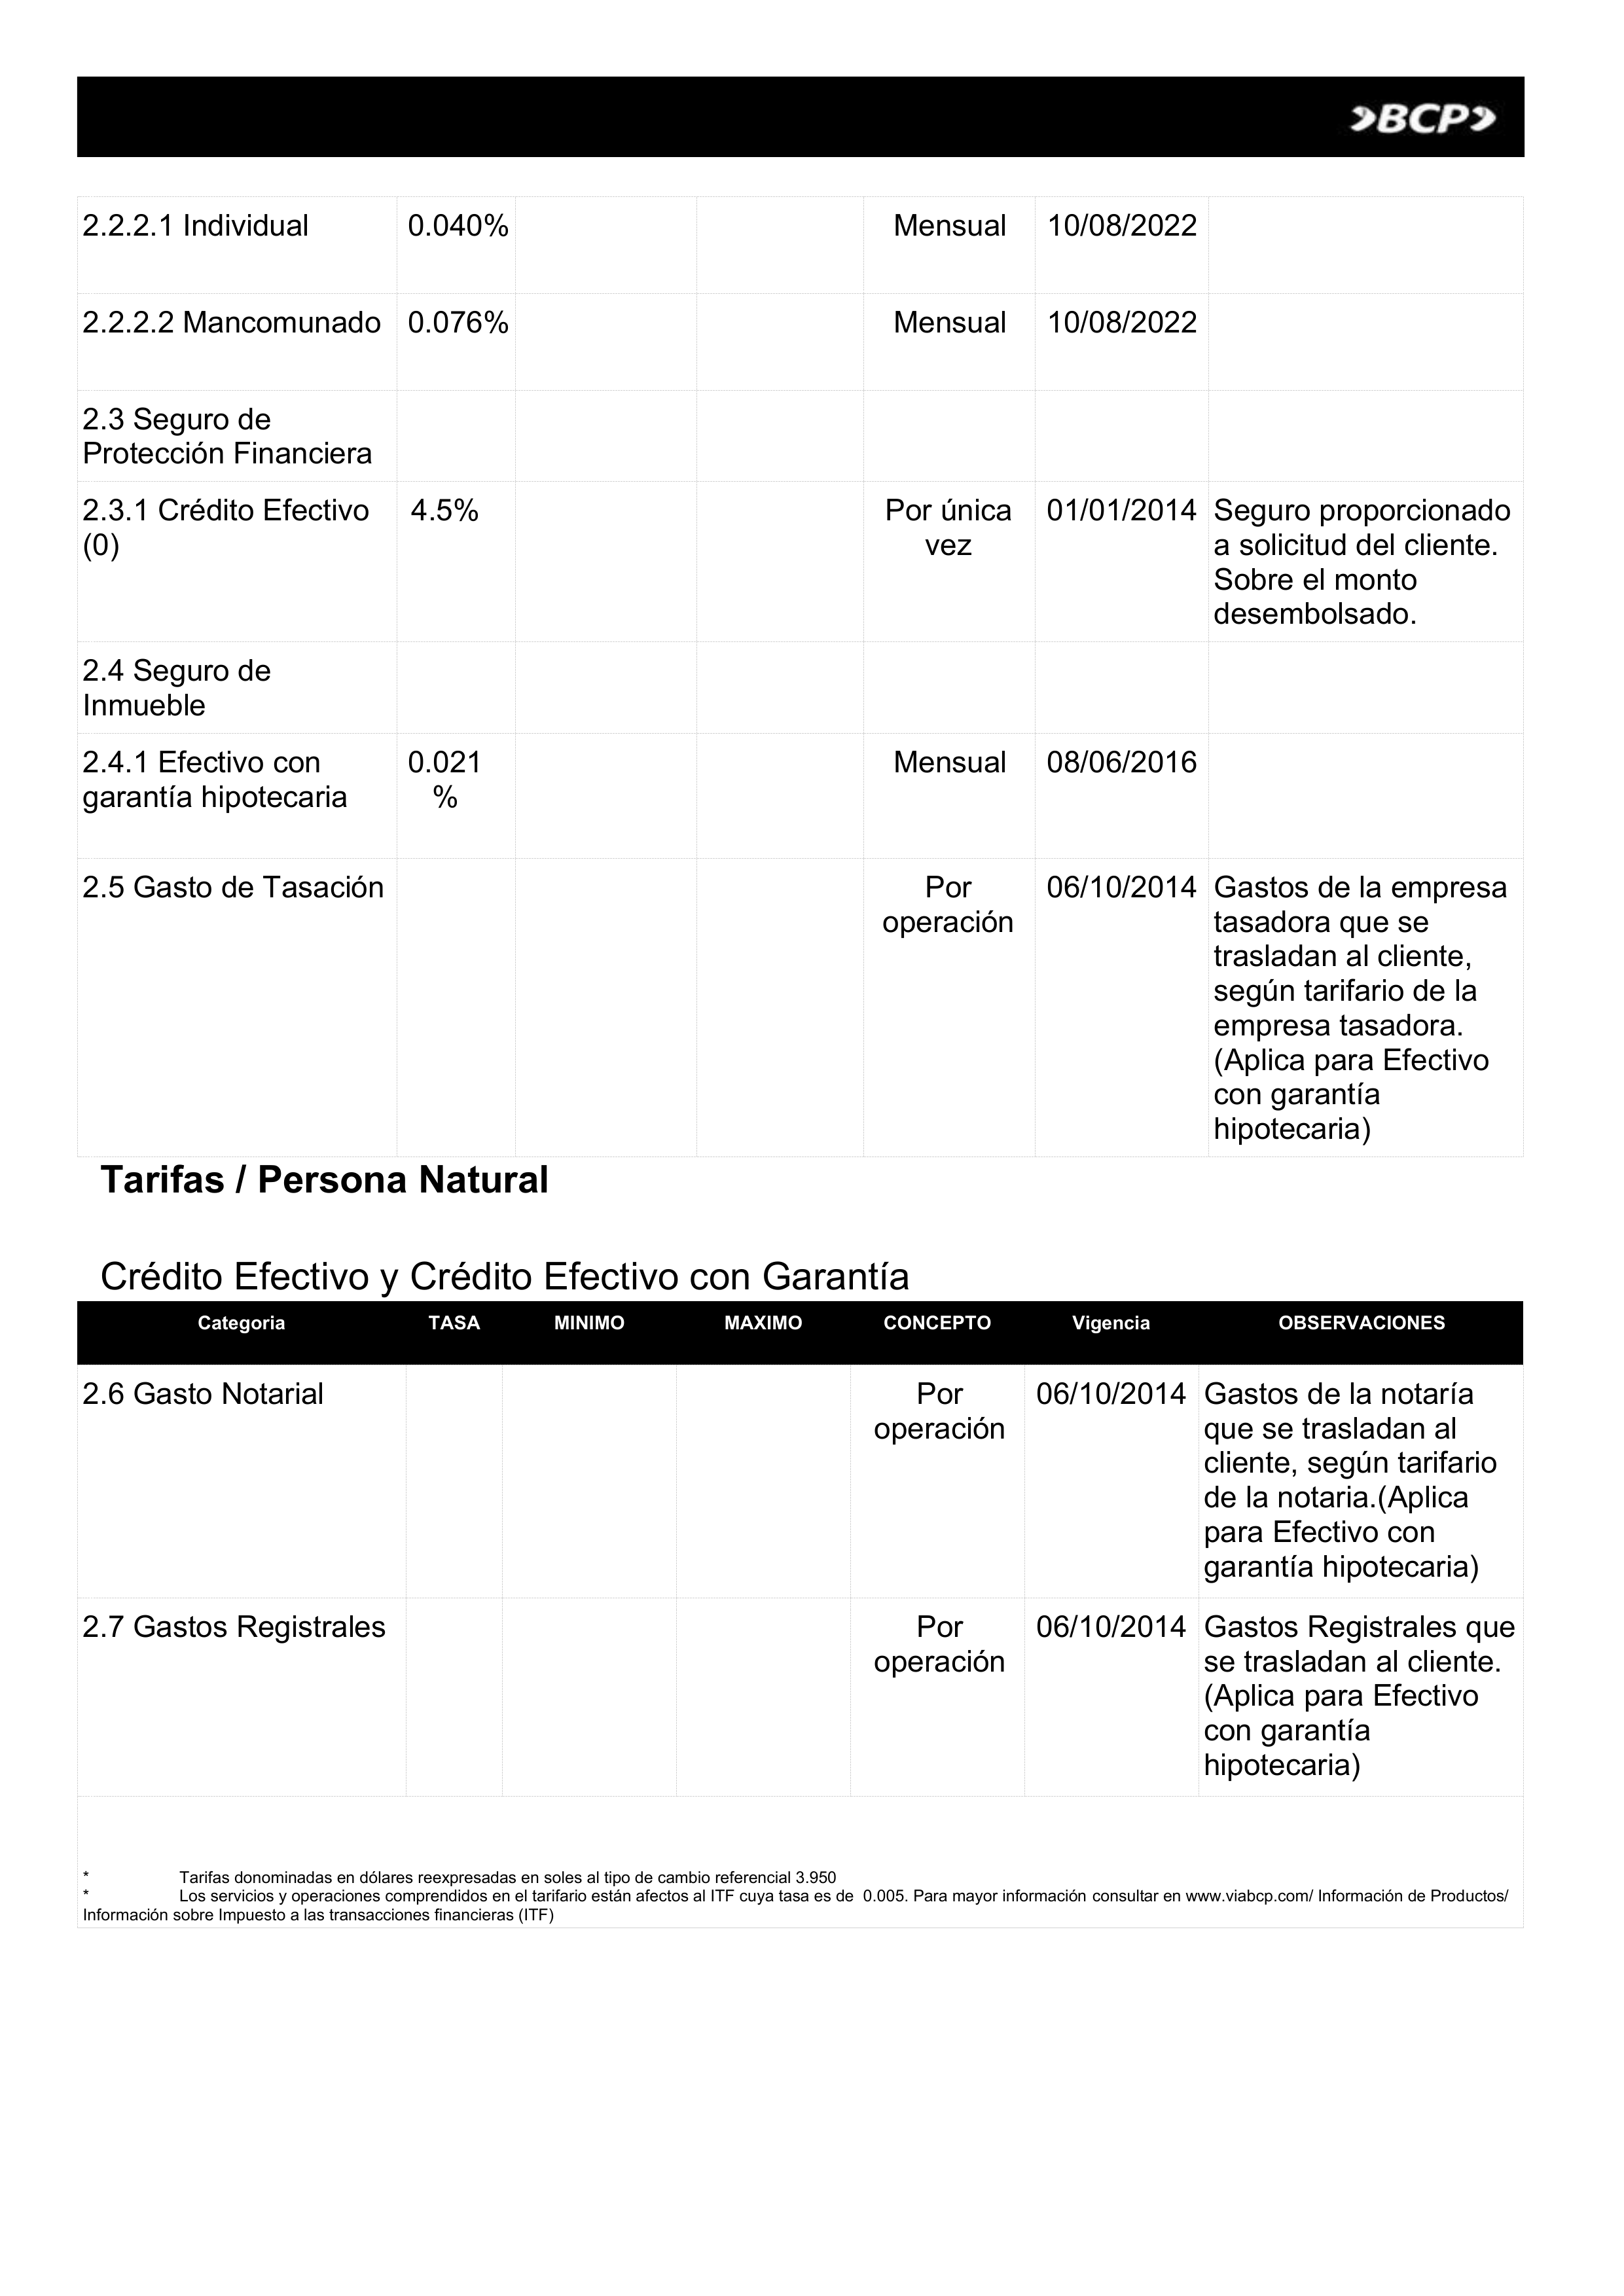 BCP
2.2.2.1 Individual 0.040% Mensual 10/08/2022
2.2.2.2 Mancomunado 0.076% Mensual 10/08/2022
2.3 Seguro de
Protección Financiera
2.3.1 Crédito Efectivo 4.5% Por única 01/01/2014 Seguro proporcionado
(0) vez a solicitud del cliente.
Sobre el monto
desembolsado.
2.4 Seguro de
Inmueble
2.4.1 Efectivo con 0.021 Mensual 08/06/2016
garantía hipotecaria %
2.5 Gasto de Tasación Por 06/10/2014 Gastos de la empresa
operación tasadora que se
trasladan al cliente,
según tarifario de la
empresa tasadora.
(Aplica para Efectivo
con garantía
hipotecaria)
Tarifas / Persona Natural
Crédito Efectivo y Crédito Efectivo con Garantía
Categoria TASA MINIMO MAXIMO CONCEPTO Vigencia OBSERVACIONES
2.6 Gasto Notarial Por 06/10/2014 Gastos de la notaría
operación que se trasladan al
cliente, según tarifario
de la notaria.(Aplica
para Efectivo con
garantía hipotecaria)
2.7 Gastos Registrales Por 06/10/2014 Gastos Registrales que
operación se trasladan al cliente.
(Aplica para Efectivo
con garantía
hipotecaria)
* Tarifas donominadas en dólares reexpresadas en soles al tipo de cambio referencial 3.950
* Los servicios y operaciones comprendidos en el tarifario están afectos al ITF cuya tasa es de 0.005. Para mayor información consultar en www.viabcp.com/ Información de Productos/
Información sobre Impuesto a las transacciones financieras (ITF)